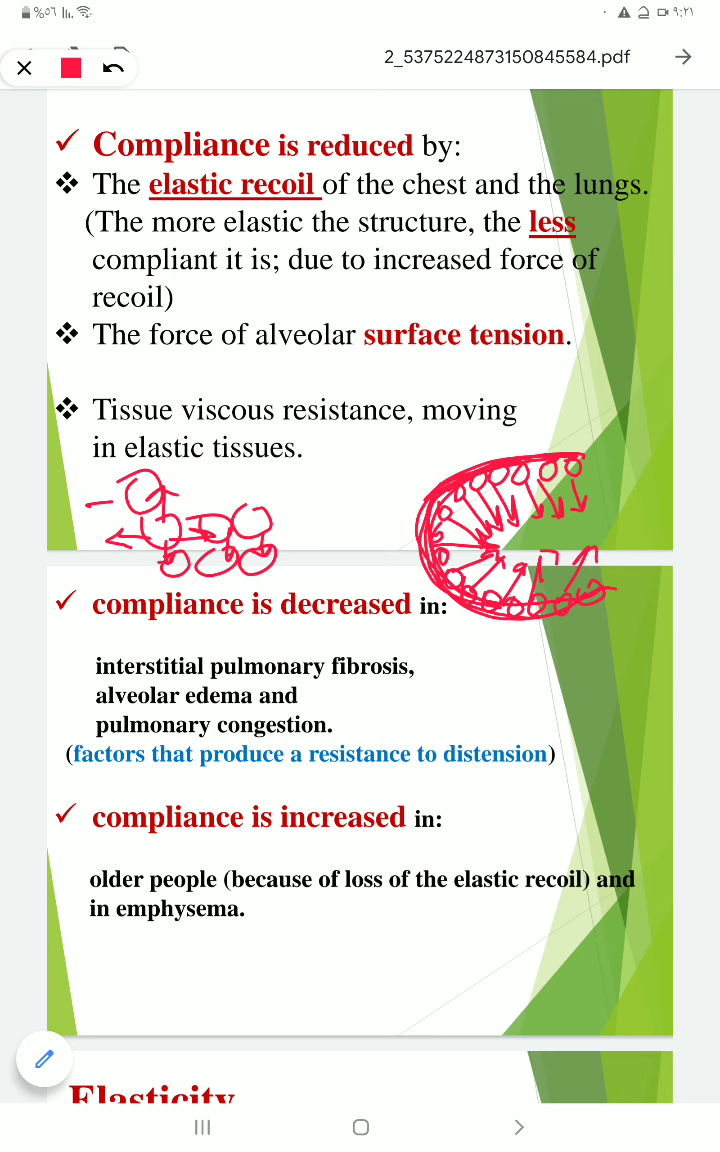 %٥٦
٩:٢١
2_5375224873150845584.pdf
✓ Compliance is reduced by:
❖ The elastic recoil of the chest and the lungs.
(The more elastic the structure, the less
compliant it is; due to increased force of
recoil)
❖ The force of alveolar surface tension.
❖ Tissue viscous resistance, moving
in elastic tissues.
✓ compliance is decreased in:
interstitial pulmonary fibrosis,
alveolar edema and
pulmonary congestion.
(factors that produce a resistance to distension)
✓ compliance is increased in:
older people (because of loss of the elastic recoil) and
in emphysema.
Elasticity